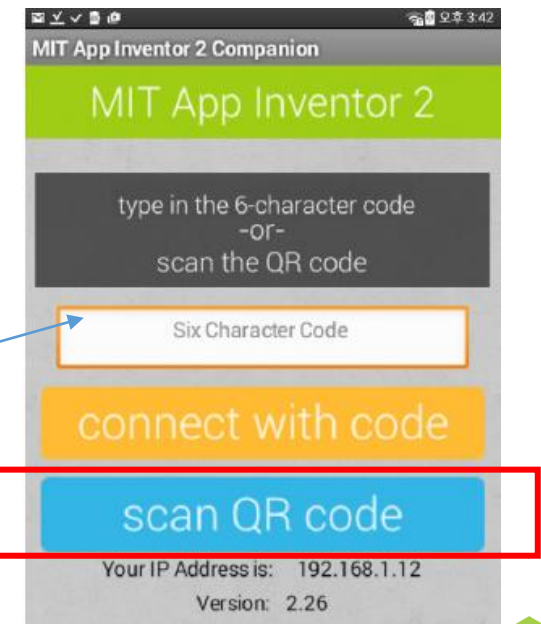 오후 3:42
MIT App Inventor 2 Companion
MIT App Inventor 2
type in the 6-character code
-or-
scan the QR code
Six Character Code
connect with code
scan QR code
Your IP Address is: 192.168.1.12
Version: 2.26